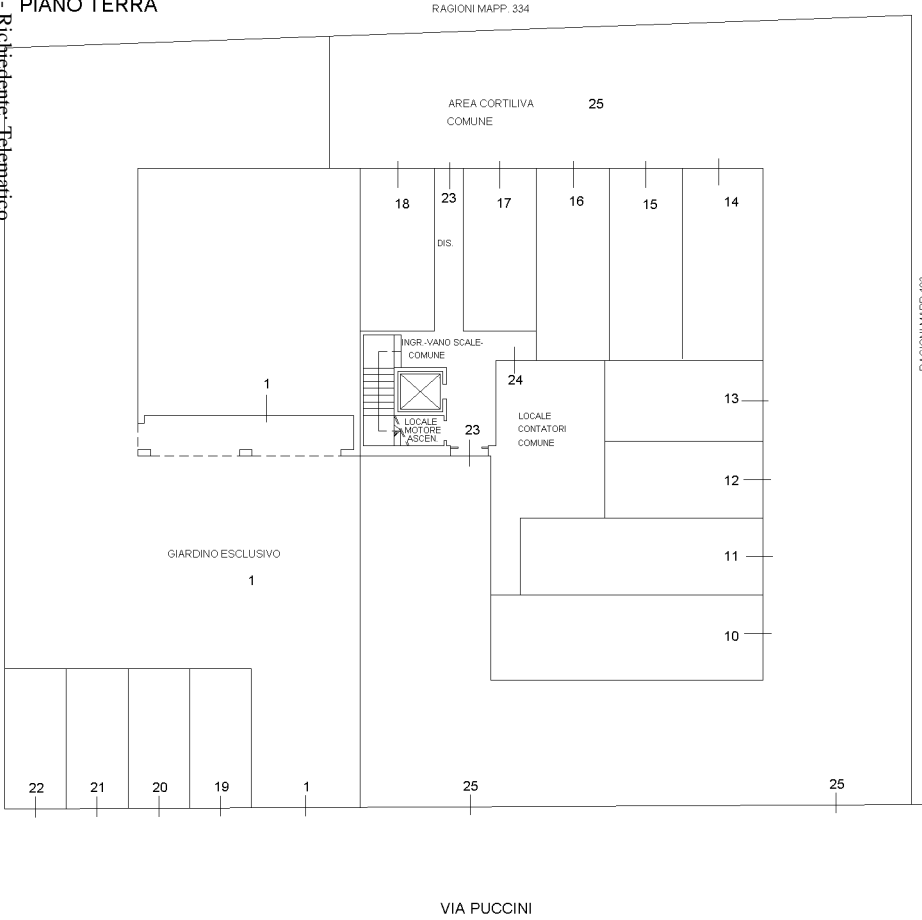 PIANO TERRA
- Richiedente: Telematico
RAGIONI MAPP. 334
AREA CORTILIVA
COMUNE
25
18
23
17
16
15
14
DIS.
INGR.-VANO SCALE-
COMUNE
24
1
13
LOCALE
MOTORE
ASCEN.
23
LOCALE
CONTATORI
COMUNE
12
11
GIARDINO ESCLUSIVO
1
10
22
21
20
19
1
25
25
VIA PUCCINI